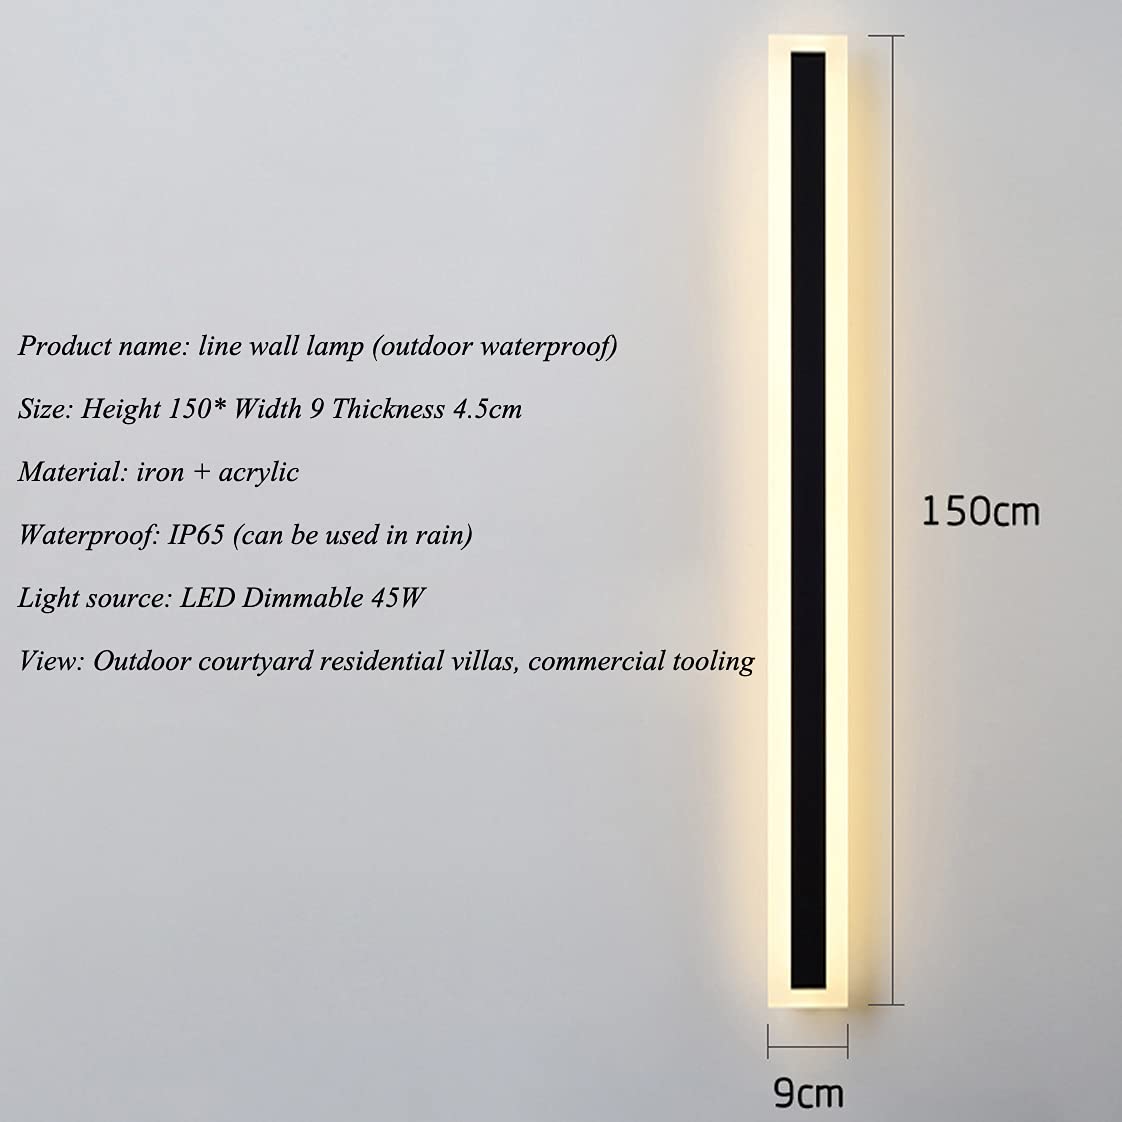 Product name: line wall lamp (outdoor waterproof)
Size: Height 150* Width 9 Thickness 4.5cm
Material: iron + acrylic
150cm
Waterproof: IP65 (can be used in rain)
Light source: LED Dimmable 45W
View: Outdoor courtyard residential villas, commercial tooling
9cm